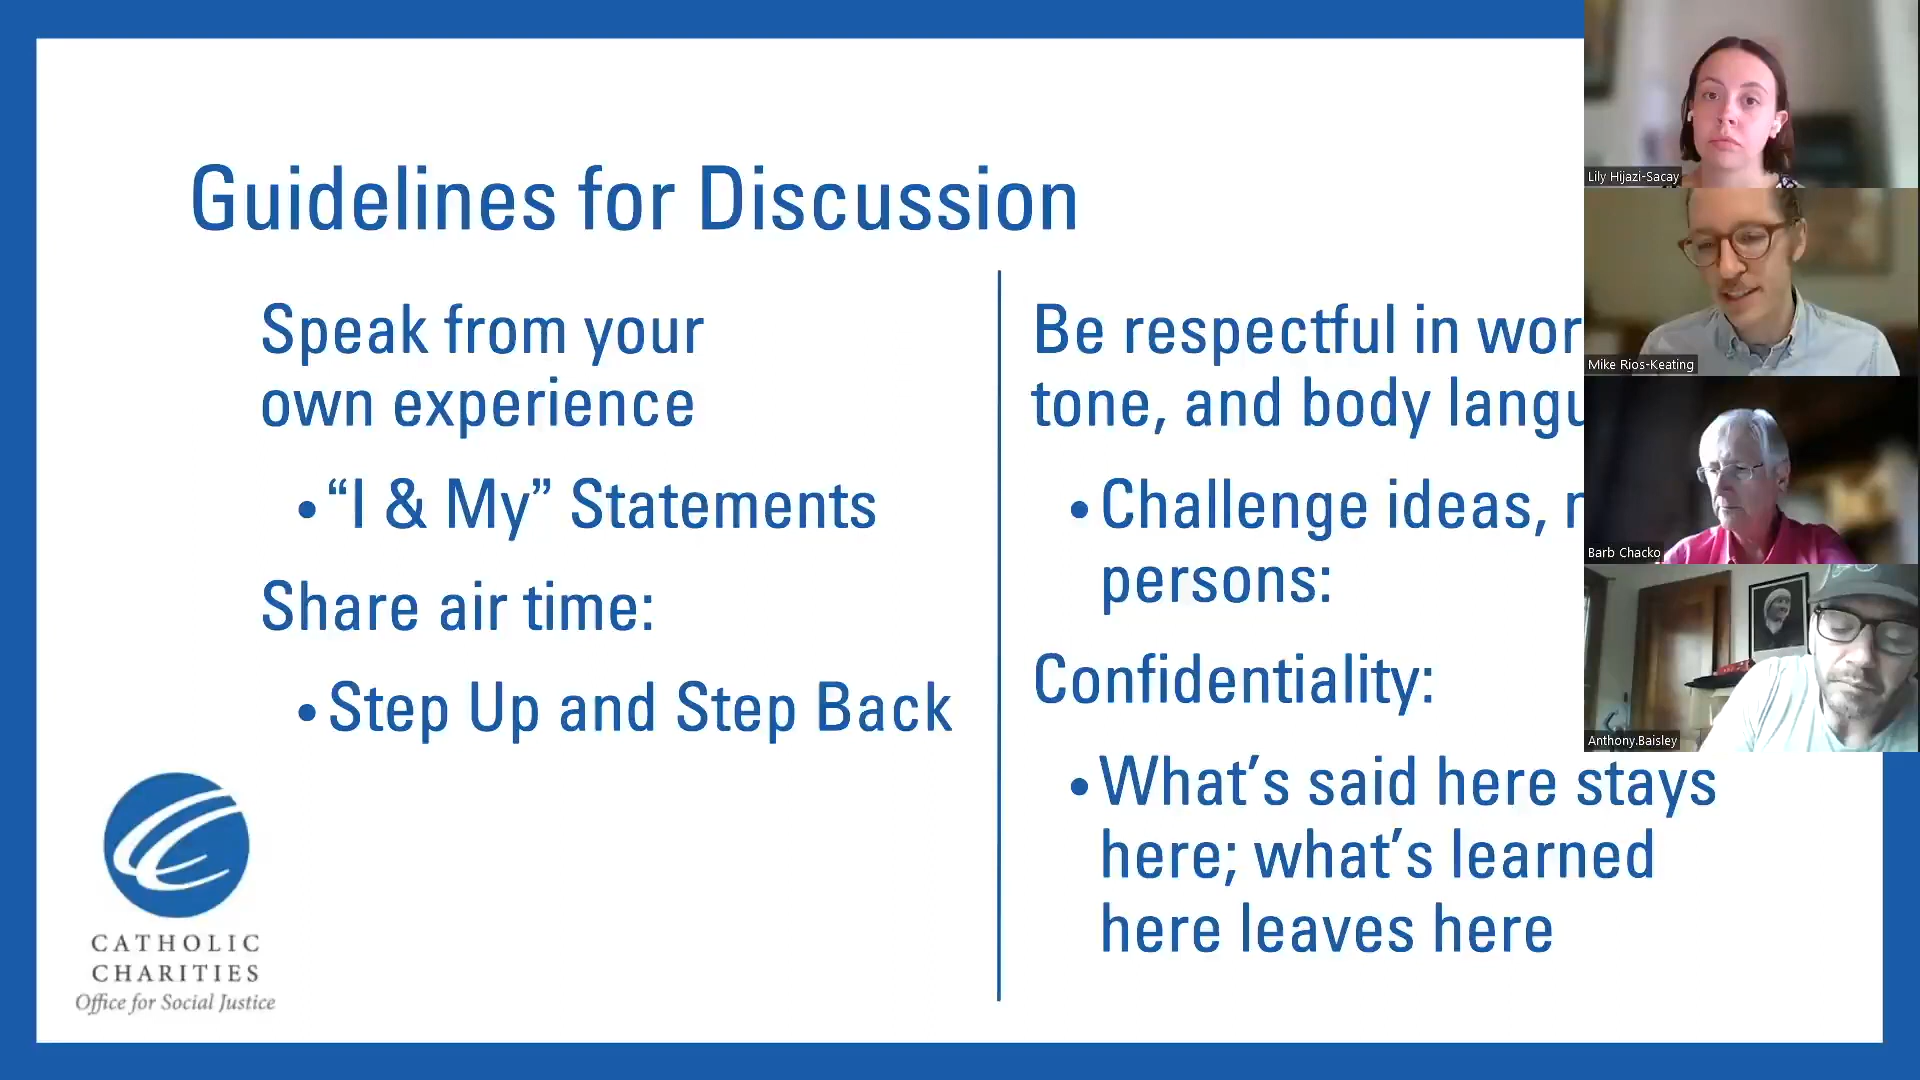 Guidelines for Discussion
Speak from your
own experience
• “I & My” Statements
Share air time:
• Step Up and Step Back
Be respectful in wor
tone, and body langu
• Challenge ideas, n
persons:
Confidentiality:
• What’s said here stays
here; what’s learned
here leaves here
CATHOLIC
CHARITIES
Office for Social Justice
Lily Hijazi-Sacay
Mike Rios-Keating
Barb Chacko
Anthony.Baisley